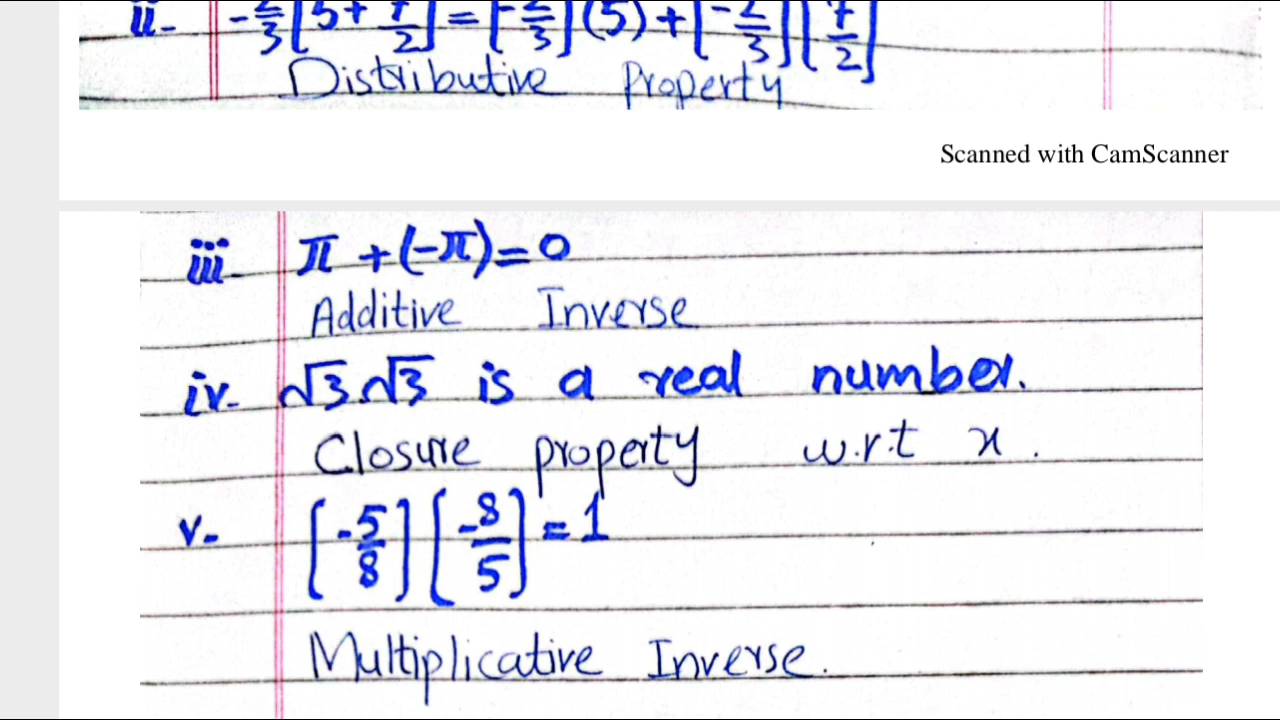 ii- -2/3[5+7/2]=[-2/3](5)+[-2/3][7/2]
Distributive Property
Scanned with CamScanner
iii- π+(-π)=0
Additive Inverse
iv- √3.√3 is a real number.
Closure property w.r.t x.
v- [-5/8][-8/5]=1
Multiplicative Inverse.